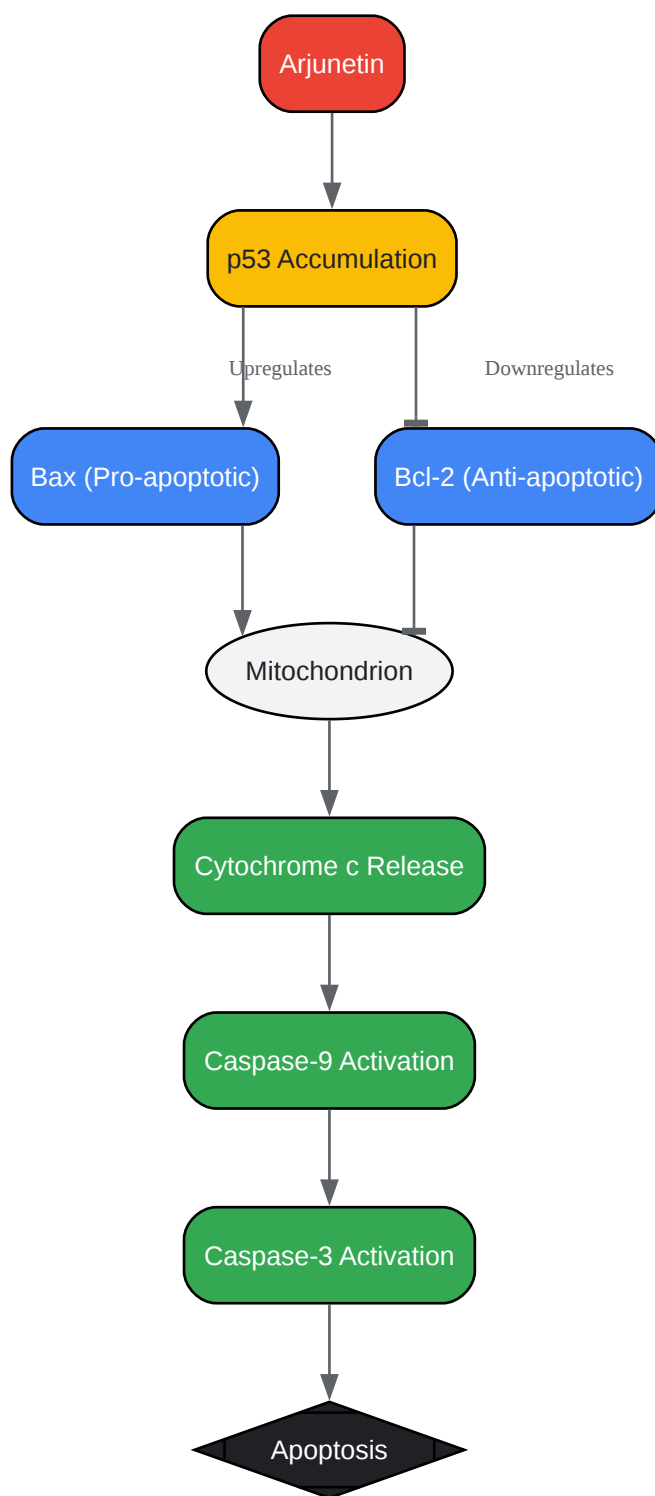 Arjunetin
p53 Accumulation
Upregulates
Downregulates
Bax (Pro-apoptotic)
Bcl-2 (Anti-apoptotic)
Mitochondrion
Cytochrome c Release
Caspase-9 Activation
Caspase-3 Activation
Apoptosis